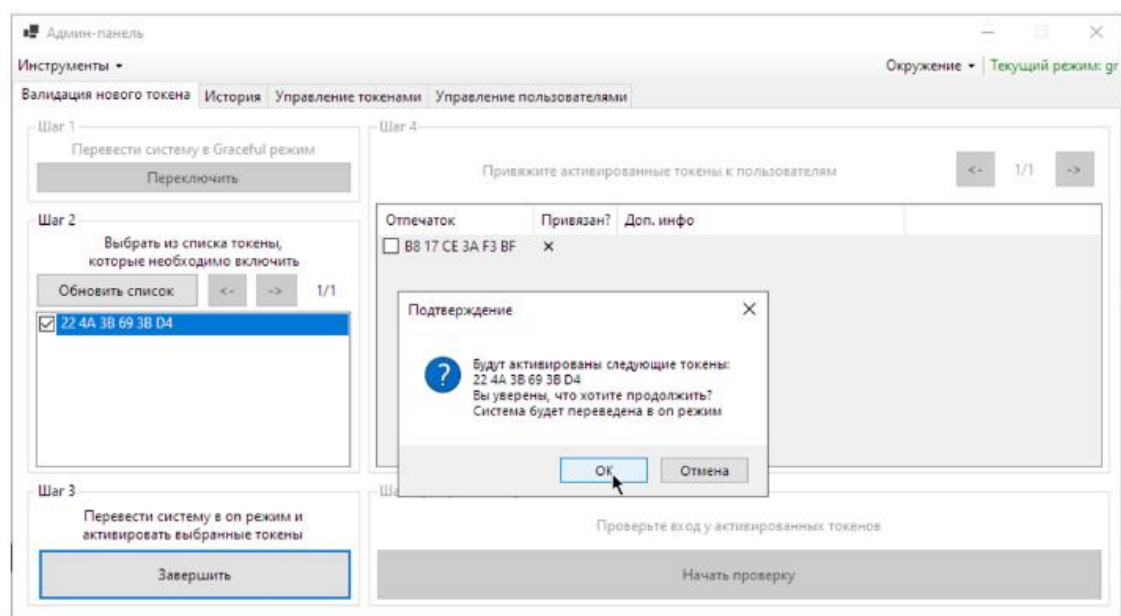 Админ-панель
Инструменты
Окружение
Текущий режим: gr
Валидация нового токена
История
Управление токенами
Управление пользователями
Шаг 1
Перевести систему в Graceful режим
Переключить
Шаг 2
Выбрать из списка токены,
которые необходимо включить
Обновить список
<-
->
1/1
22 4A 3B 69 3B D4
Шаг 3
Перевести систему в on режим и
активировать выбранные токены
Завершить
Шаг 4
Привяжите активированные токены к пользователям
<-
1/1
->
Отпечаток
Привязан?
Доп. инфо
B8 17 CE 3A F3 BF
Подтверждение
Будут активированы следующие токены:
22 4A 3B 69 3B D4
Вы уверены, что хотите продолжить?
Система будет переведена в on режим
OK
Отмена
Проверьте вход у активированных токенов
Начать проверку